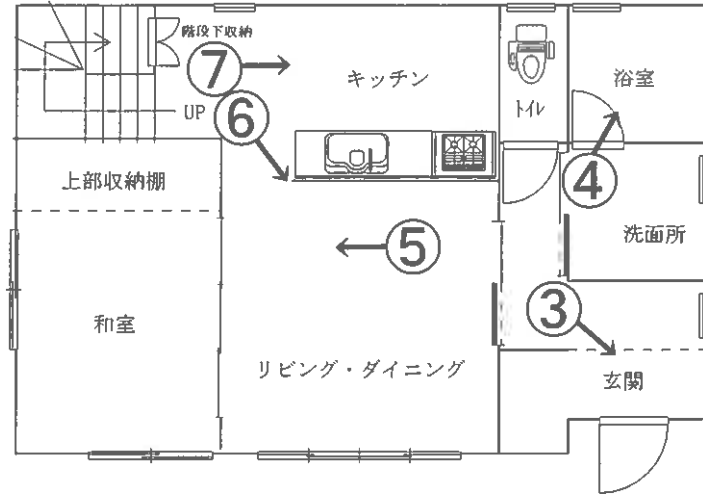 階段下収納
⑦
キッチン
トイレ
浴室
UP
⑥
④
上部収納棚
⑤
洗面所
③
和室
リビング・ダイニング
玄関